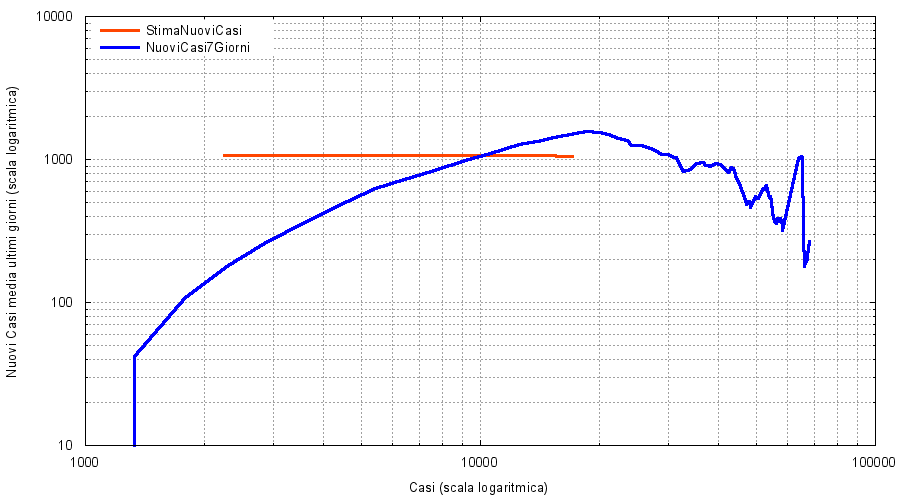 10000
StimaNuoviCasi
NuoviCasi7Giorni
1000
100
10
1000
10000
100000
Nuovi Casi media ultimi giorni (scala logaritmica)
Casi (scala logaritmica)